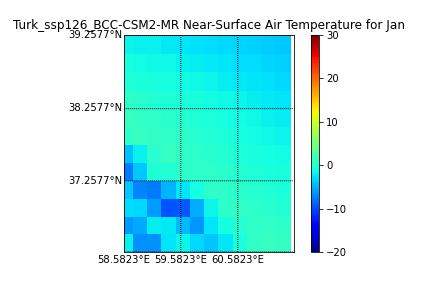 Turk_ssp126_BCC-CSM2-MR Near-Surface Air Temperature for Jan
39.2577°N
38.2577°N
37.2577°N
58.5823°E 59.5823°E 60.5823°E
30
20
10
0
−10
−20